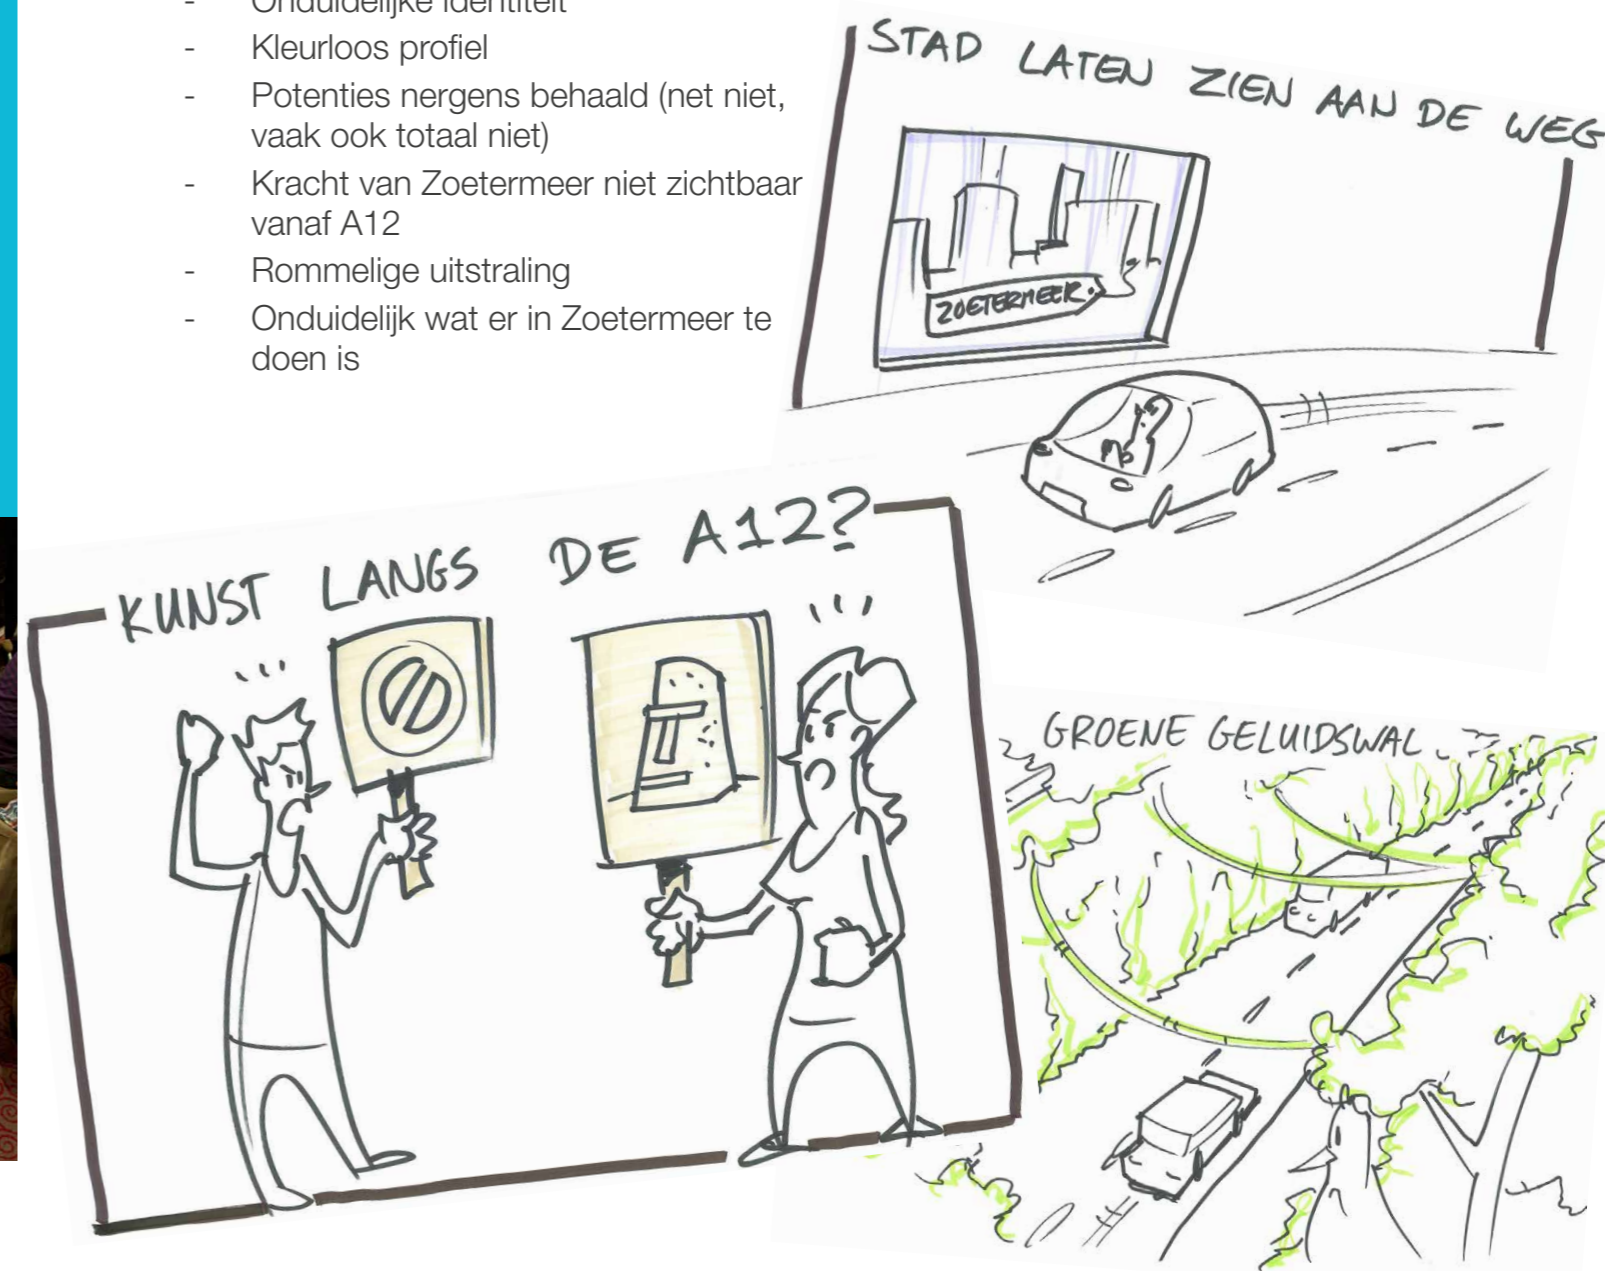 - Onduidelijke identiteit
- Kleurloos profiel
- Potenties nergens behaald (net niet,
vaak ook totaal niet)
- Kracht van Zoetermeer niet zichtbaar
vanaf A12
- Rommelige uitstraling
- Onduidelijk wat er in Zoetermeer te
doen is
STAD LATEN ZIEN AAN DE WEG
ZOETERMEER
KUNST LANGS DE A12?
GROENE GELUIDSWAL